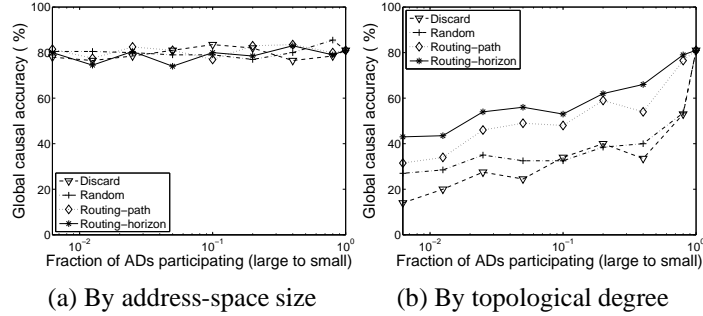 Global causal accuracy ( %)
100
80
60
40
20
0
Discard
Random
Routing−path
Routing−horizon
10−2
10−1
100
Fraction of ADs participating (large to small)
(a) By address-space size
Global causal accuracy ( %)
100
80
60
40
20
0
Discard
Random
Routing−path
Routing−horizon
10−2
10−1
100
Fraction of ADs participating (large to small)
(b) By topological degree